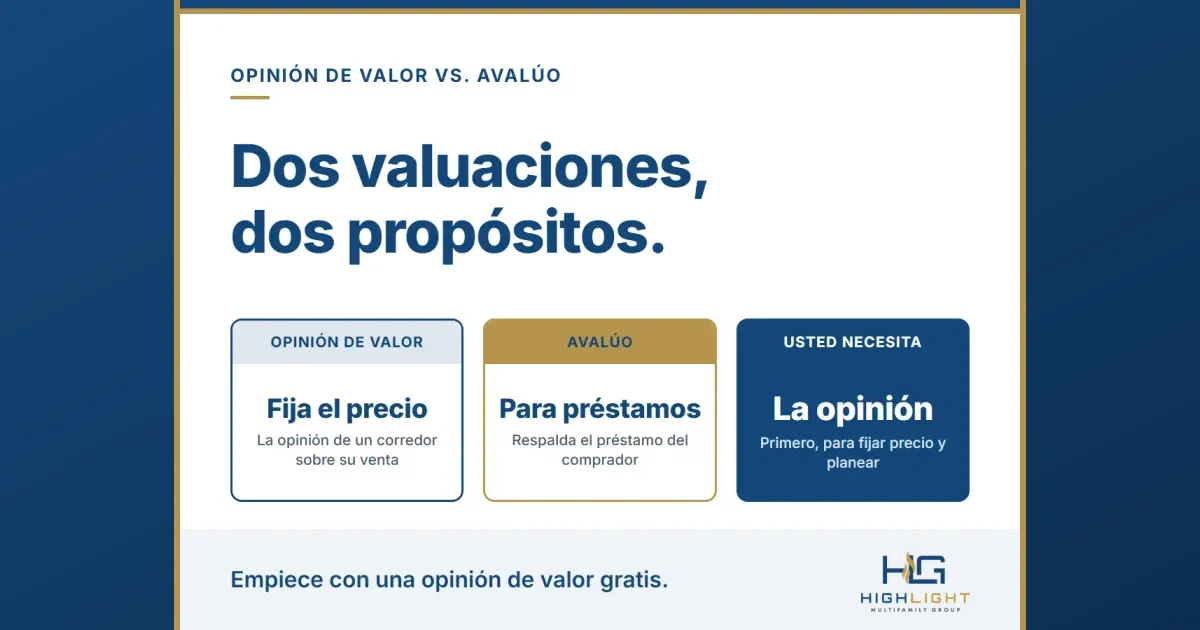 OPINIÓN DE VALOR VS. AVALÚO
Dos valuaciones,
dos propósitos.
OPINIÓN DE VALOR
Fija el precio
La opinión de un corredor
sobre su venta
AVALÚO
Para préstamos
Respalda el préstamo del
comprador
USTED NECESITA
La opinión
Primero, para fijar precio y
planear
Empiece con una opinión de valor gratis.
HLG
HIGHLIGHT
MULTIFAMILY GROUP